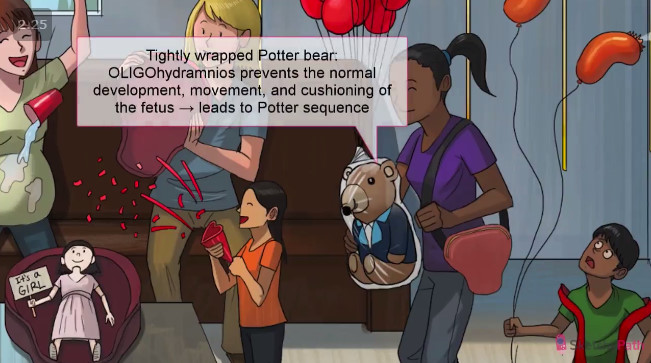 2:25
Tightly wrapped Potter bear:
OLIGOhydramnios prevents the normal
development, movement, and cushioning of
the fetus → leads to Potter sequence
It's a
GIRL